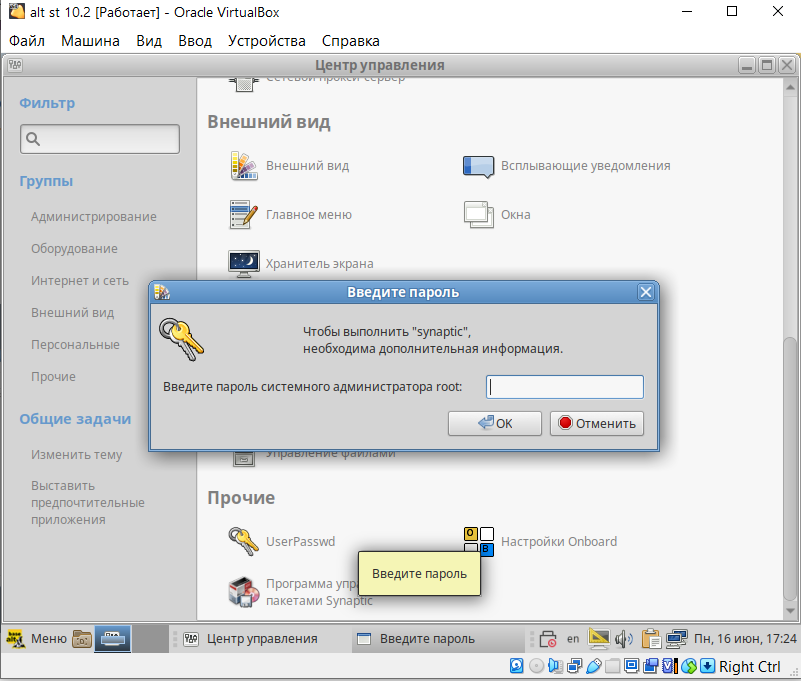 alt st 10.2 [Работает] - Oracle VirtualBox
Файл Машина Вид Ввод Устройства Справка
Центр управления
Фильтр
Группы
Администрирование
Оборудование
Интернет и сеть
Внешний вид
Персональные
Прочие
Общие задачи
Изменить тему
Выставить
предпочтительные
приложения
Сетевой прокси-сервер
Внешний вид
Внешний вид
Всплывающие уведомления
Главное меню
Окна
Хранитель экрана
Введите пароль
Чтобы выполнить "synaptic",
необходима дополнительная информация.
Введите пароль системного администратора root:
OK
Отменить
Управление файлами
Прочие
UserPasswd
Настройки Onboard
Программа упра
пакетами Synaptic
Введите пароль
Меню
Центр управления
Введите пароль
en
Пн, 16 июн, 17:24
Right Ctrl